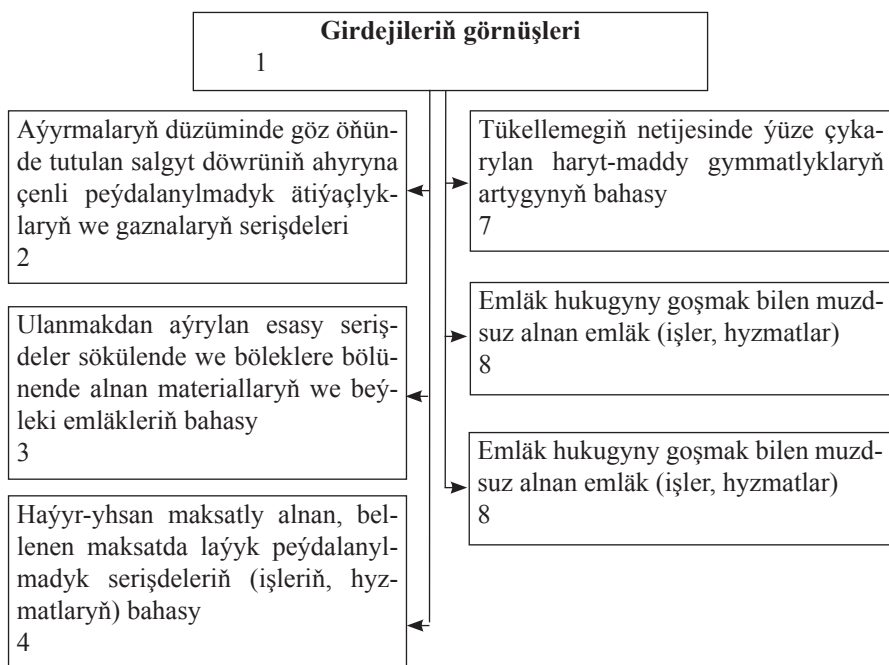 Girdejileriň görnüşleri
1
Aýyrmalaryň düzüminde göz öňün-
de tutulan salgyt döwrüniň ahyryna
çenli peýdalanylmadyk ätiýaçlyk-
laryň we gaznalaryň serişdeleri
2
Ulanmakdan aýrylan esasy seriş-
deler sökülende we böleklere bölü-
nende alnan materiallaryň we beý-
leki emläkleriň bahasy
3
Haýyr-yhsan maksatly alnan, bel-
lenen maksatda laýyk peýdalanyl-
madyk serişdeleriň (işleriň, hyz-
matlaryň) bahasy
4
Tükellemegiň netijesinde ýüze çyka-
rylan haryt-maddy gymmatlyklaryň
artygynyň bahasy
7
Emläk hukugyny goşmak bilen muzd-
suz alnan emläk (işler, hyzmatlar)
8
Emläk hukugyny goşmak bilen muzd-
suz alnan emläk (işler, hyzmatlar)
8